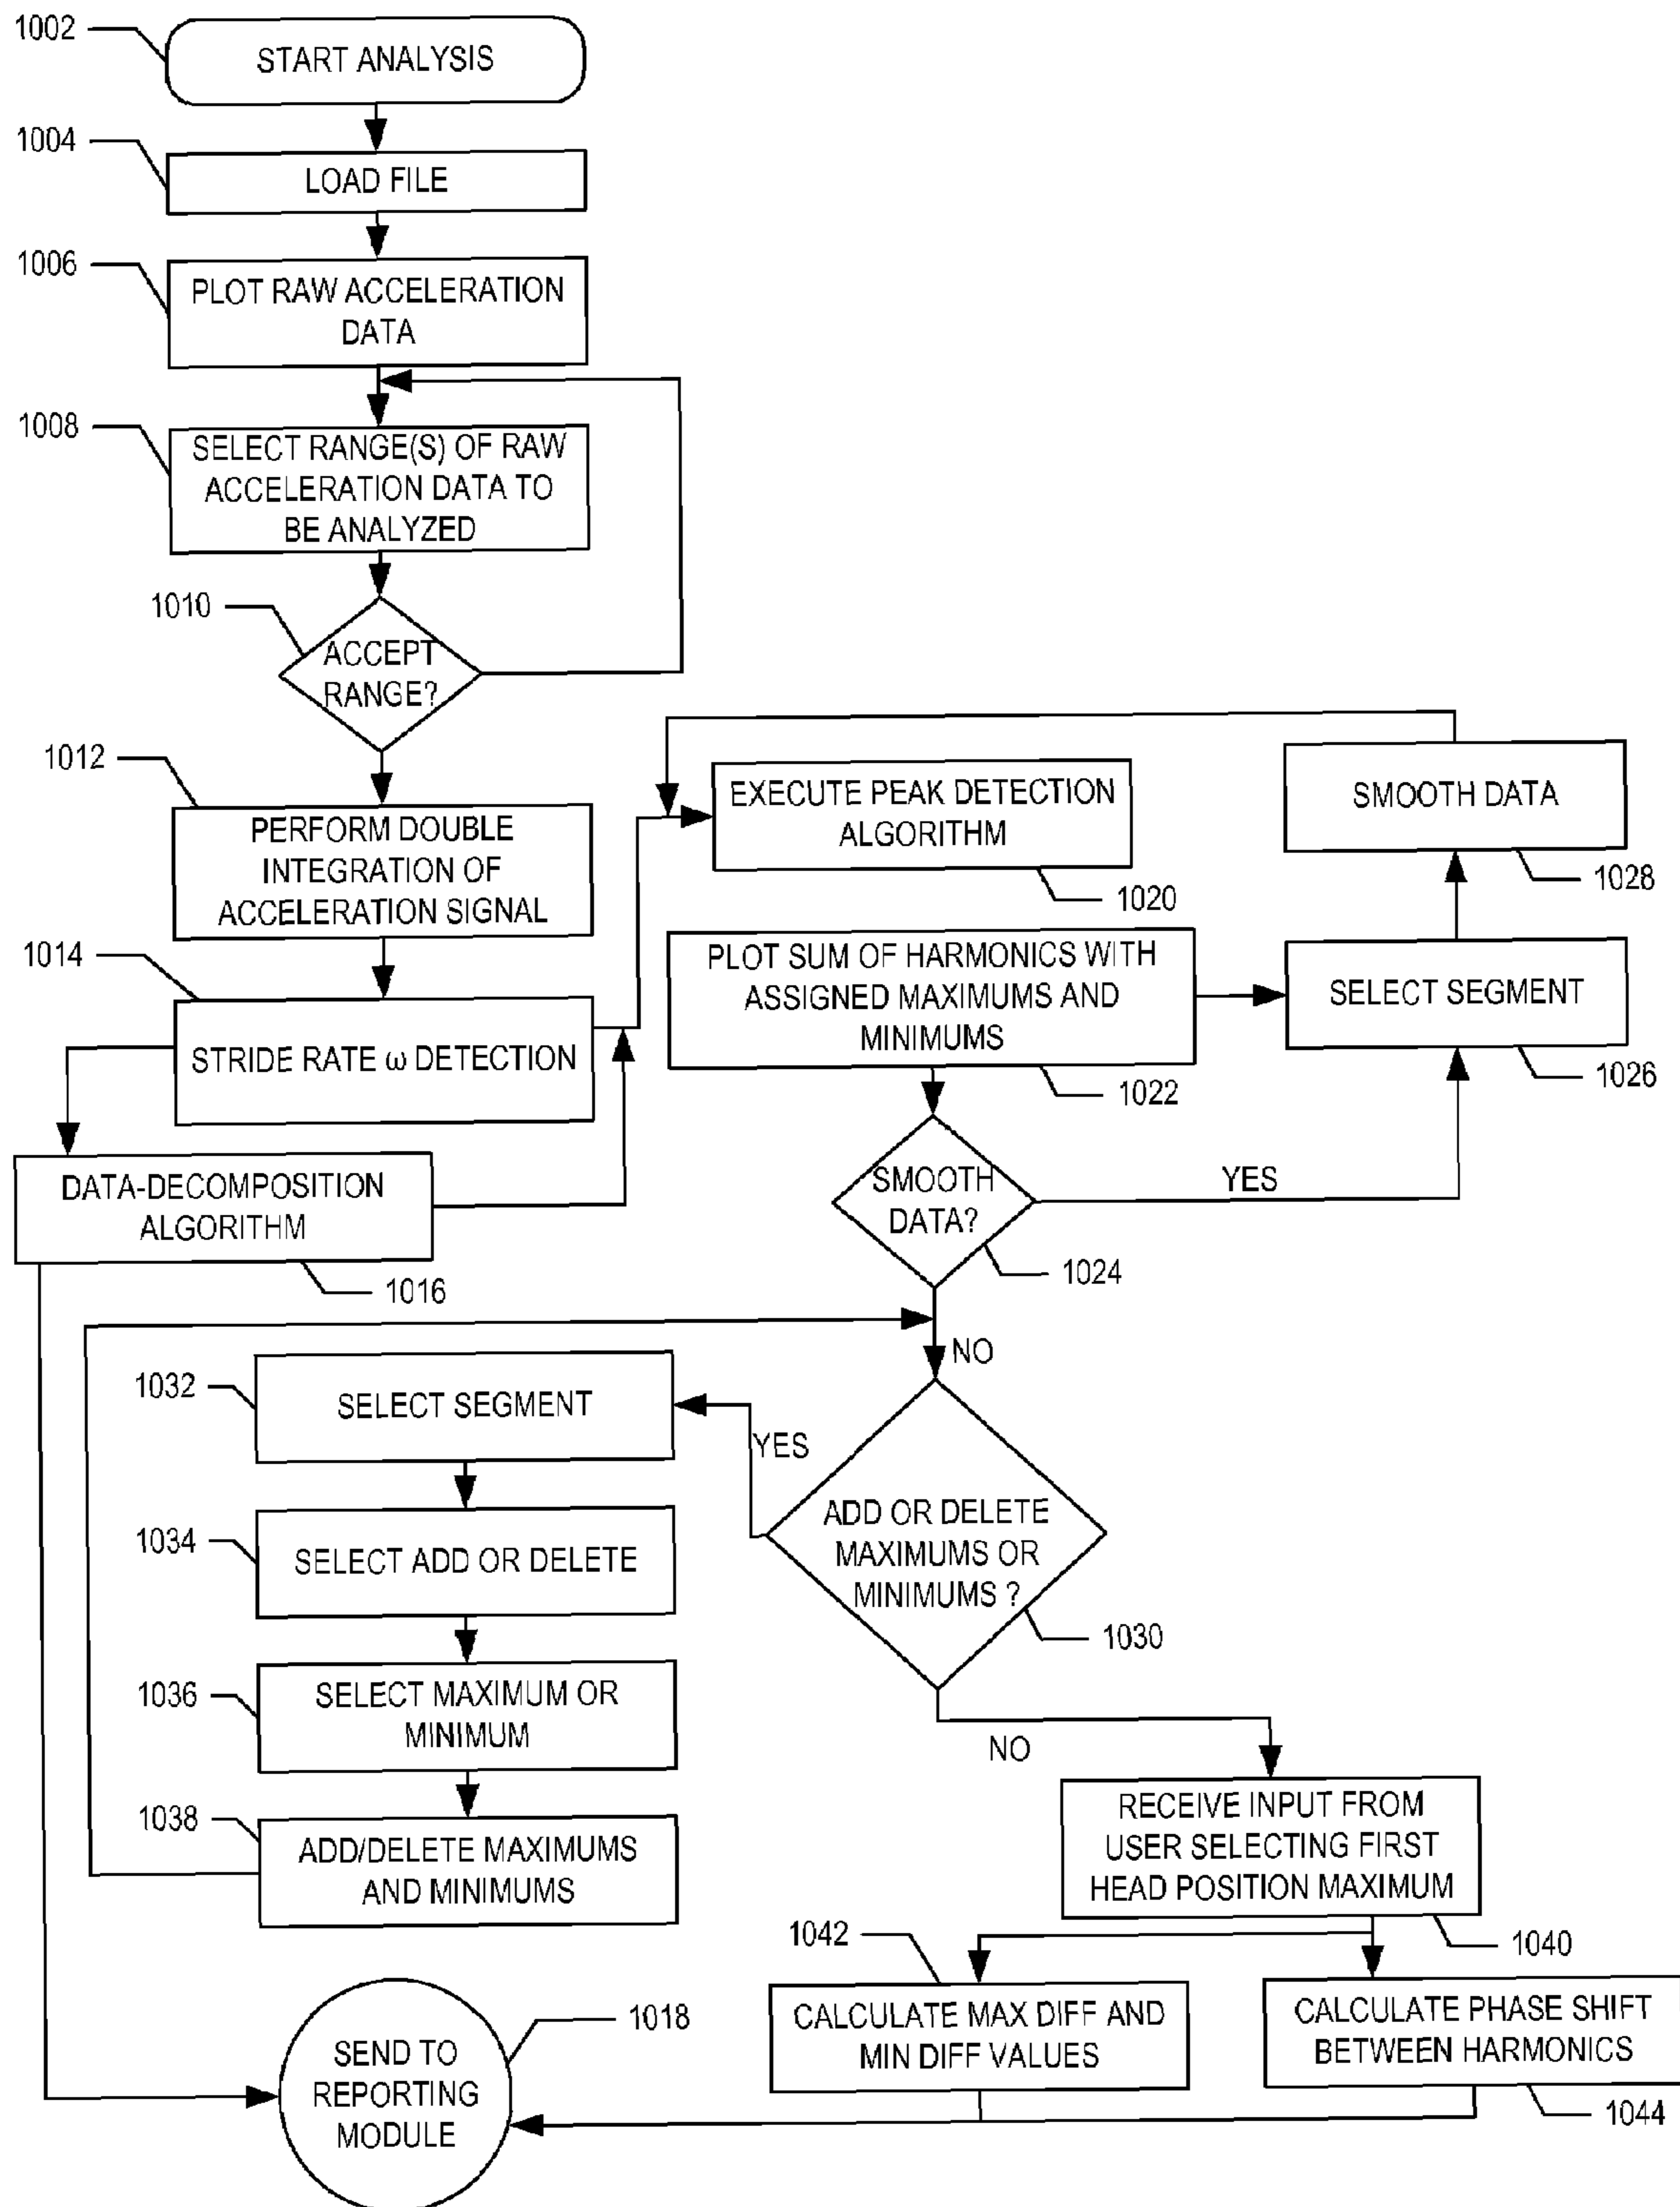 1002
START ANALYSIS
1004
LOAD FILE
1006
PLOT RAW ACCELERATION
DATA
1008
SELECT RANGE(S) OF RAW
ACCELERATION DATA TO
BE ANALYZED
1010
ACCEPT
RANGE?
1012
PERFORM DOUBLE
INTEGRATION OF
ACCELERATION SIGNAL
1014
STRIDE RATE ω DETECTION
DATA-DECOMPOSITION
ALGORITHM
1016
EXECUTE PEAK DETECTION
ALGORITHM
1020
SMOOTH DATA
1028
PLOT SUM OF HARMONICS WITH
ASSIGNED MAXIMUMS AND
MINIMUMS
1022
SELECT SEGMENT
1026
SMOOTH
DATA?
YES
1024
NO
1032
SELECT SEGMENT
YES
1034
SELECT ADD OR DELETE
ADD OR DELETE
MAXIMUMS OR
MINIMUMS ?
1030
1036
SELECT MAXIMUM OR
MINIMUM
NO
1038
ADD/DELETE MAXIMUMS
AND MINIMUMS
RECEIVE INPUT FROM
USER SELECTING FIRST
HEAD POSITION MAXIMUM
1040
1042
CALCULATE MAX DIFF AND
MIN DIFF VALUES
CALCULATE PHASE SHIFT
BETWEEN HARMONICS
1044
1018
SEND TO
REPORTING
MODULE